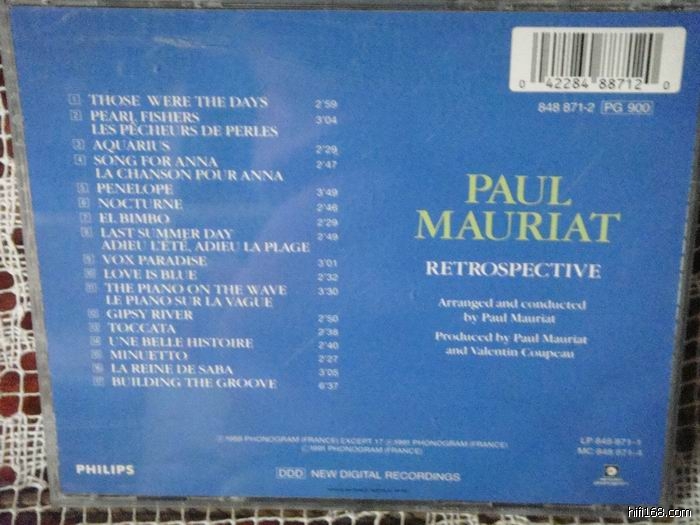 0 42284 88712 0
848 871-2 PG 900
1 THOSE WERE THE DAYS 2'59
2 PEARL FISHERS 3'04
LES PÊCHEURS DE PERLES
3 AQUARIUS 2'29
4 SONG FOR ANNA 2'47
LA CHANSON POUR ANNA
5 PENELOPE 3'49
6 NOCTURNE 2'46
7 EL BIMBO 2'29
8 LAST SUMMER DAY 2'49
ADIEU L'ÉTÉ, ADIEU LA PLAGE
9 VOX PARADISE 3'01
10 LOVE IS BLUE 2'32
11 THE PIANO ON THE WAVE 3'30
LE PIANO SUR LA VAGUE
12 GIPSY RIVER 2'50
13 TOCCATA 2'38
14 UNE BELLE HISTOIRE 2'40
15 MINUETTO 2'27
16 LA REINE DE SABA 3'05
17 BUILDING THE GROOVE 6'37
PAUL
MAURIAT
RETROSPECTIVE
Arranged and conducted
by Paul Mauriat
Produced by Paul Mauriat
and Valentin Coupeau
PHONOGRAM (FRANCE) EXCEPT 17 PHONOGRAM (FRANCE)
PHONOGRAM (FRANCE)
LP 848 871-1
MC 848 871-4
PHILIPS
DDD NEW DIGITAL RECORDINGS
hifi168.com